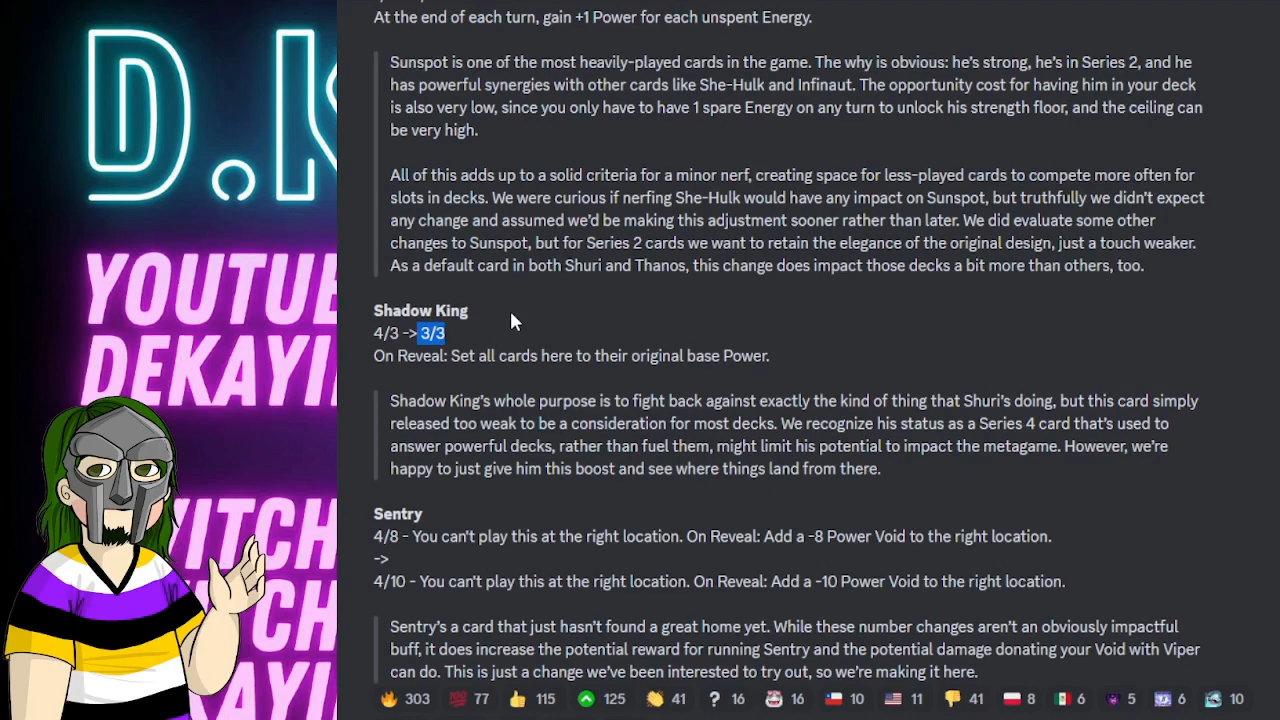 D.K
YOUTUB
DEKAYI
WITCH
At the end of each turn, gain +1 Power for each unspent Energy.
Sunspot is one of the most heavily-played cards in the game. The why is obvious: he's strong, he's in Series 2, and he
has powerful synergies with other cards like She-Hulk and Infinaut. The opportunity cost for having him in your deck
is also very low, since you only have to have 1 spare Energy on any turn to unlock his strength floor, and the ceiling can
be very high.
All of this adds up to a solid criteria for a minor nerf, creating space for less-played cards to compete more often for
slots in decks. We were curious if nerfing She-Hulk would have any impact on Sunspot, but truthfully we didn't expect
any change and assumed we'd be making this adjustment sooner rather than later. We did evaluate some other
changes to Sunspot, but for Series 2 cards we want to retain the elegance of the original design, just a touch weaker.
As a default card in both Shuri and Thanos, this change does impact those decks a bit more than others, too.
Shadow King
4/3 -> 3/3
On Reveal: Set all cards here to their original base Power.
Shadow King's whole purpose is to fight back against exactly the kind of thing that Shuri's doing, but this card simply
released too weak to be a consideration for most decks. We recognize his status as a Series 4 card that's used to
answer powerful decks, rather than fuel them, might limit his potential to impact the metagame. However, we're
happy to just give him this boost and see where things land from there.
Sentry
4/8 - You can't play this at the right location. On Reveal: Add a -8 Power Void to the right location.
->
4/10 - You can't play this at the right location. On Reveal: Add a -10 Power Void to the right location.
Sentry's a card that just hasn't found a great home yet. While these number changes aren't an obviously impactful
buff, it does increase the potential reward for running Sentry and the potential damage donating your Void with Viper
can do. This is just a change we've been interested to try out, so we're making it here.
303 77 115 125 41 16 16 10 11 41 8 6 5 6 10